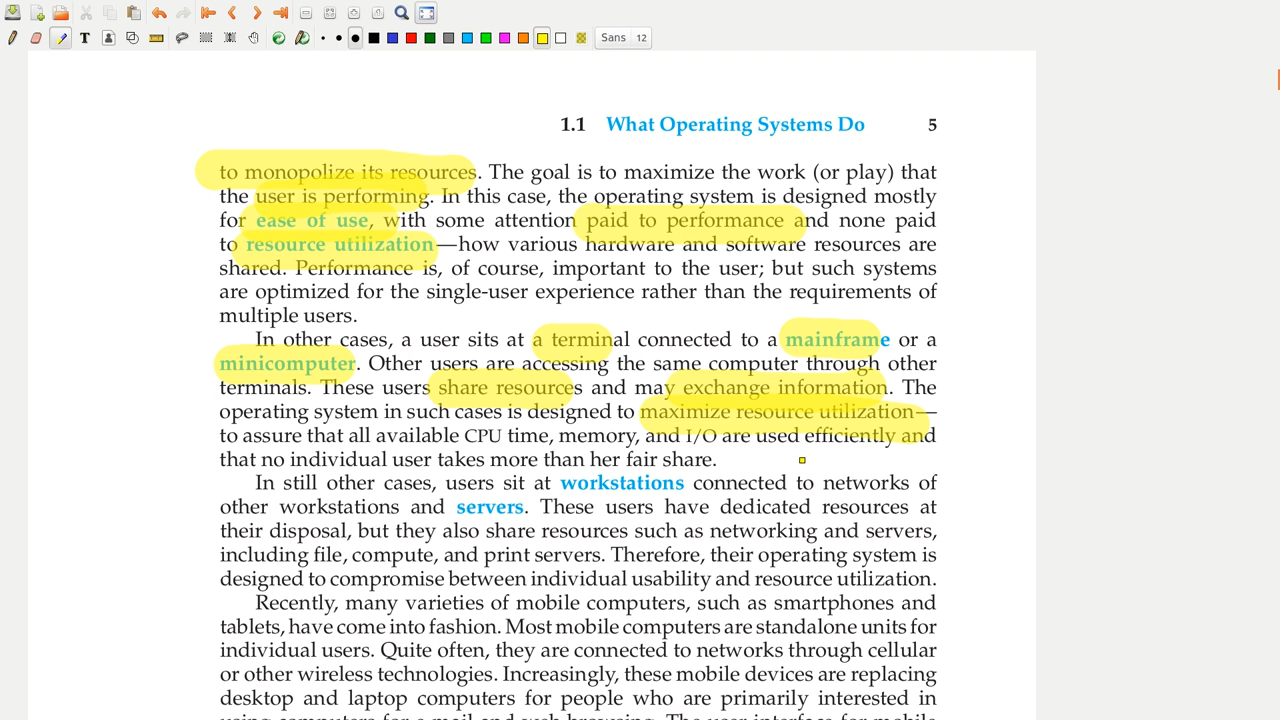 Sans 12
1.1 What Operating Systems Do 5
to monopolize its resources. The goal is to maximize the work (or play) that
the user is performing. In this case, the operating system is designed mostly
for ease of use, with some attention paid to performance and none paid
to resource utilization—how various hardware and software resources are
shared. Performance is, of course, important to the user; but such systems
are optimized for the single-user experience rather than the requirements of
multiple users.
In other cases, a user sits at a terminal connected to a mainframe or a
minicomputer. Other users are accessing the same computer through other
terminals. These users share resources and may exchange information. The
operating system in such cases is designed to maximize resource utilization—
to assure that all available CPU time, memory, and I/O are used efficiently and
that no individual user takes more than her fair share.
In still other cases, users sit at workstations connected to networks of
other workstations and servers. These users have dedicated resources at
their disposal, but they also share resources such as networking and servers,
including file, compute, and print servers. Therefore, their operating system is
designed to compromise between individual usability and resource utilization.
Recently, many varieties of mobile computers, such as smartphones and
tablets, have come into fashion. Most mobile computers are standalone units for
individual users. Quite often, they are connected to networks through cellular
or other wireless technologies. Increasingly, these mobile devices are replacing
desktop and laptop computers for people who are primarily interested in
using computers for e-mail and web browsing. The user interface for mobile